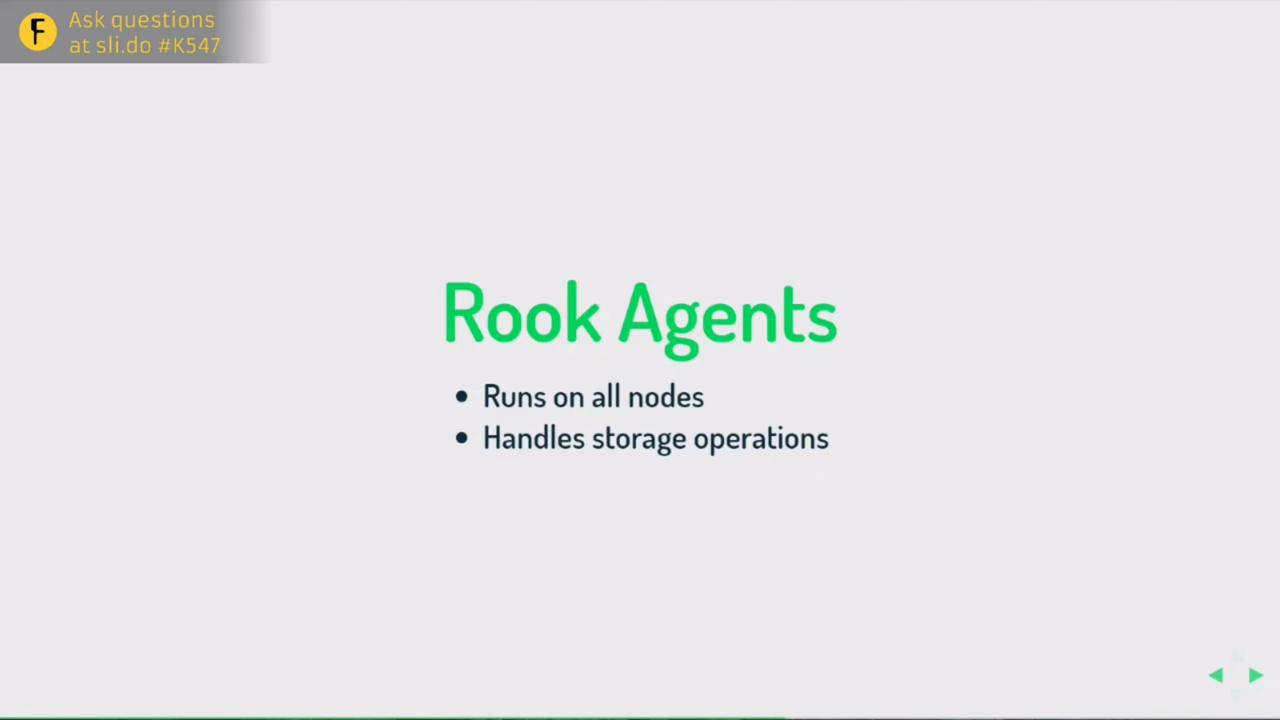 F
Ask questions
at sli.do #K547
Rook Agents
Runs on all nodes
Handles storage operations